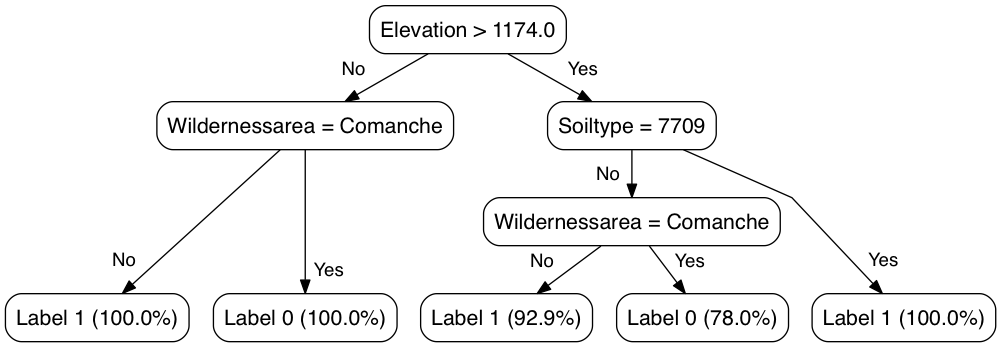 Elevation > 1174.0
No
Yes
Wildernessarea = Comanche
Soiltype = 7709
No
Wildernessarea = Comanche
No
Yes
No
Yes
Yes
Label 1 (100.0%)
Label 0 (100.0%)
Label 1 (92.9%)
Label 0 (78.0%)
Label 1 (100.0%)